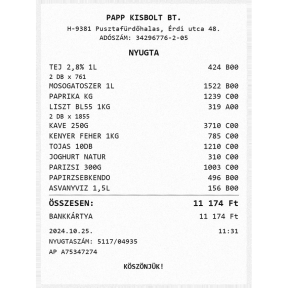 PAPP KISBOLT BT.
H-9381 Pusztafürdőhalas, Érdi utca 48.
ADÓSZÁM: 34296776-2-05
NYUGTA
TEJ 2,8% 1L 424 B00
2 DB x 761
MOSOGATOSZER 1L 1522 B00
PAPRIKA KG 1239 C00
LISZT BL55 1KG 319 A00
2 DB x 1855
KAVE 250G 3710 C00
KENYER FEHER 1KG 785 C00
TOJAS 10DB 1210 C00
JOGHURT NATUR 310 C00
PARIZSI 300G 1003 C00
PAPIRZSEBKENDO 496 B00
ASVANYVIZ 1,5L 156 B00
ÖSSZESEN: 11 174 Ft
BANKKÁRTYA 11 174 Ft
2024.10.25. 11:31
NYUGTASZÁM: 5117/04935
AP A75347274
KÖSZÖNJÜK!